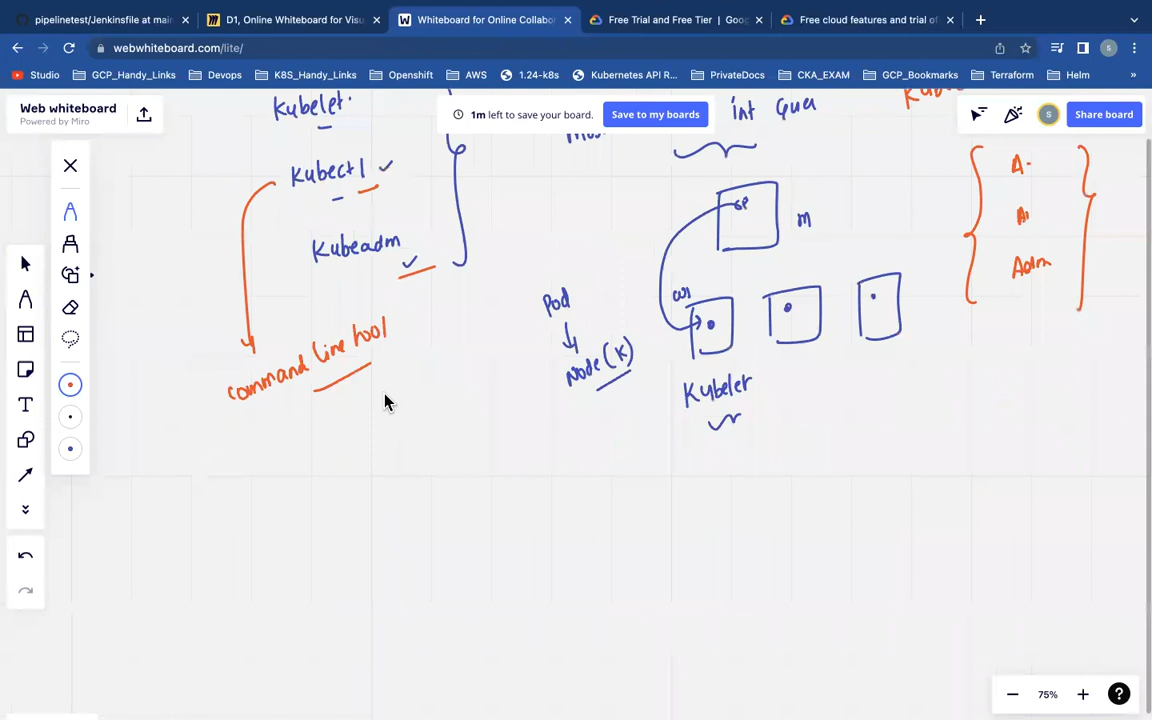 pipelinetest/Jenkinsfile at mai
D1, Online Whiteboard for Visu
Whiteboard for Online Collabo
Free Trial and Free Tier | Goo
Free cloud features and trial of
webwhiteboard.com/lite/
S
Studio
GCP_Handy_Links
Devops
K8S_Handy_Links
Openshift
AWS
1.24-k8s
Kubernetes API R...
PrivateDocs
CKA_EXAM
GCP_Bookmarks
Terraform
Helm
»
Web whiteboard
Powered by Miro
1m left to save your board.
Save to my boards
S
Share board
Kubelet
Kubectl
Kubeadm
command line tool
int
Pod
Node (K)
m
Kubelet
A
Adm
T
75%
?